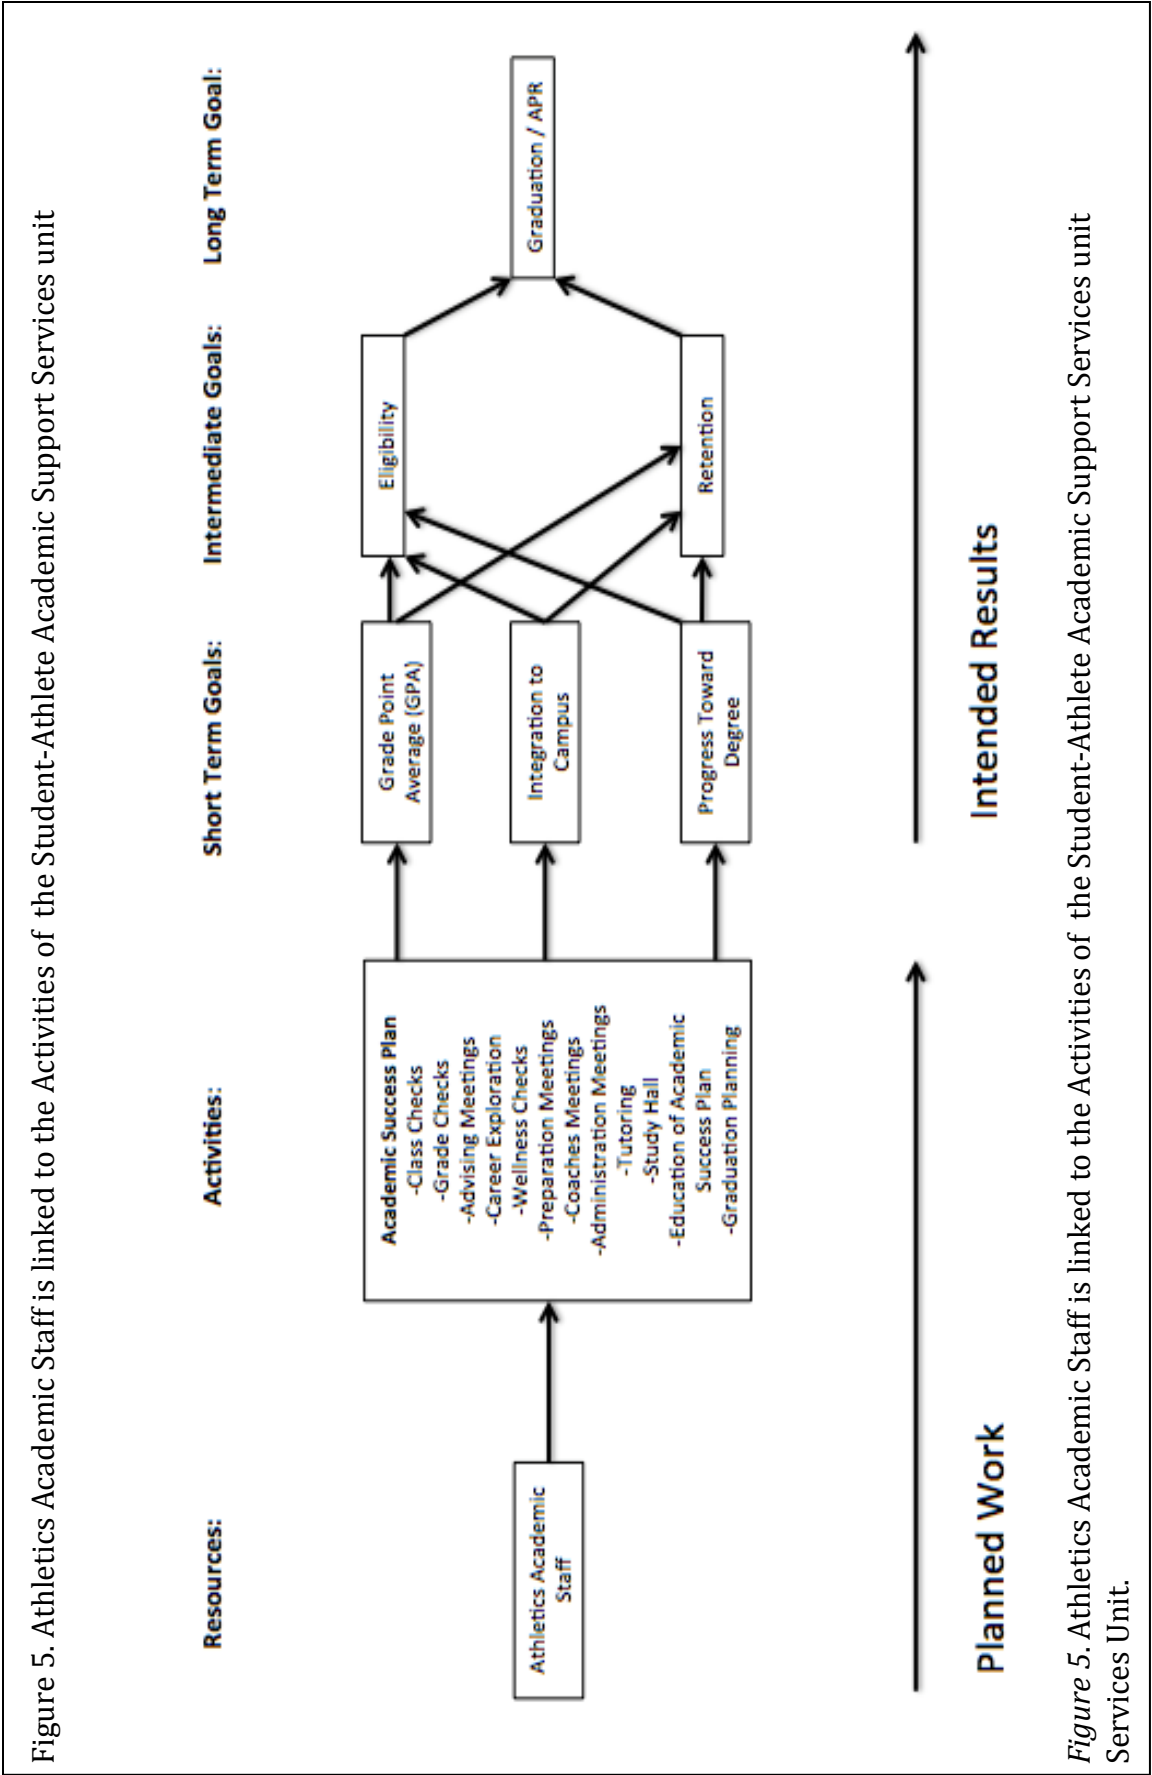 Figure 5. Athletics Academic Staff is linked to the Activities of the Student-Athlete Academic Support Services unit
Resources:
Activities:
Short Term Goals:
Intermediate Goals:
Long Term Goal:
Athletics Academic
Staff
Academic Success Plan
-Class Checks
-Grade Checks
-Advising Meetings
-Career Exploration
-Wellness Checks
-Preparation Meetings
-Coaches Meetings
-Administration Meetings
-Tutoring
-Study Hall
-Education of Academic
Success Plan
-Graduation Planning
Grade Point
Average (GPA)
Integration to
Campus
Progress Toward
Degree
Eligibility
Retention
Graduation / APR
Planned Work
Intended Results
Figure 5. Athletics Academic Staff is linked to the Activities of the Student-Athlete Academic Support Services unit
Services Unit.